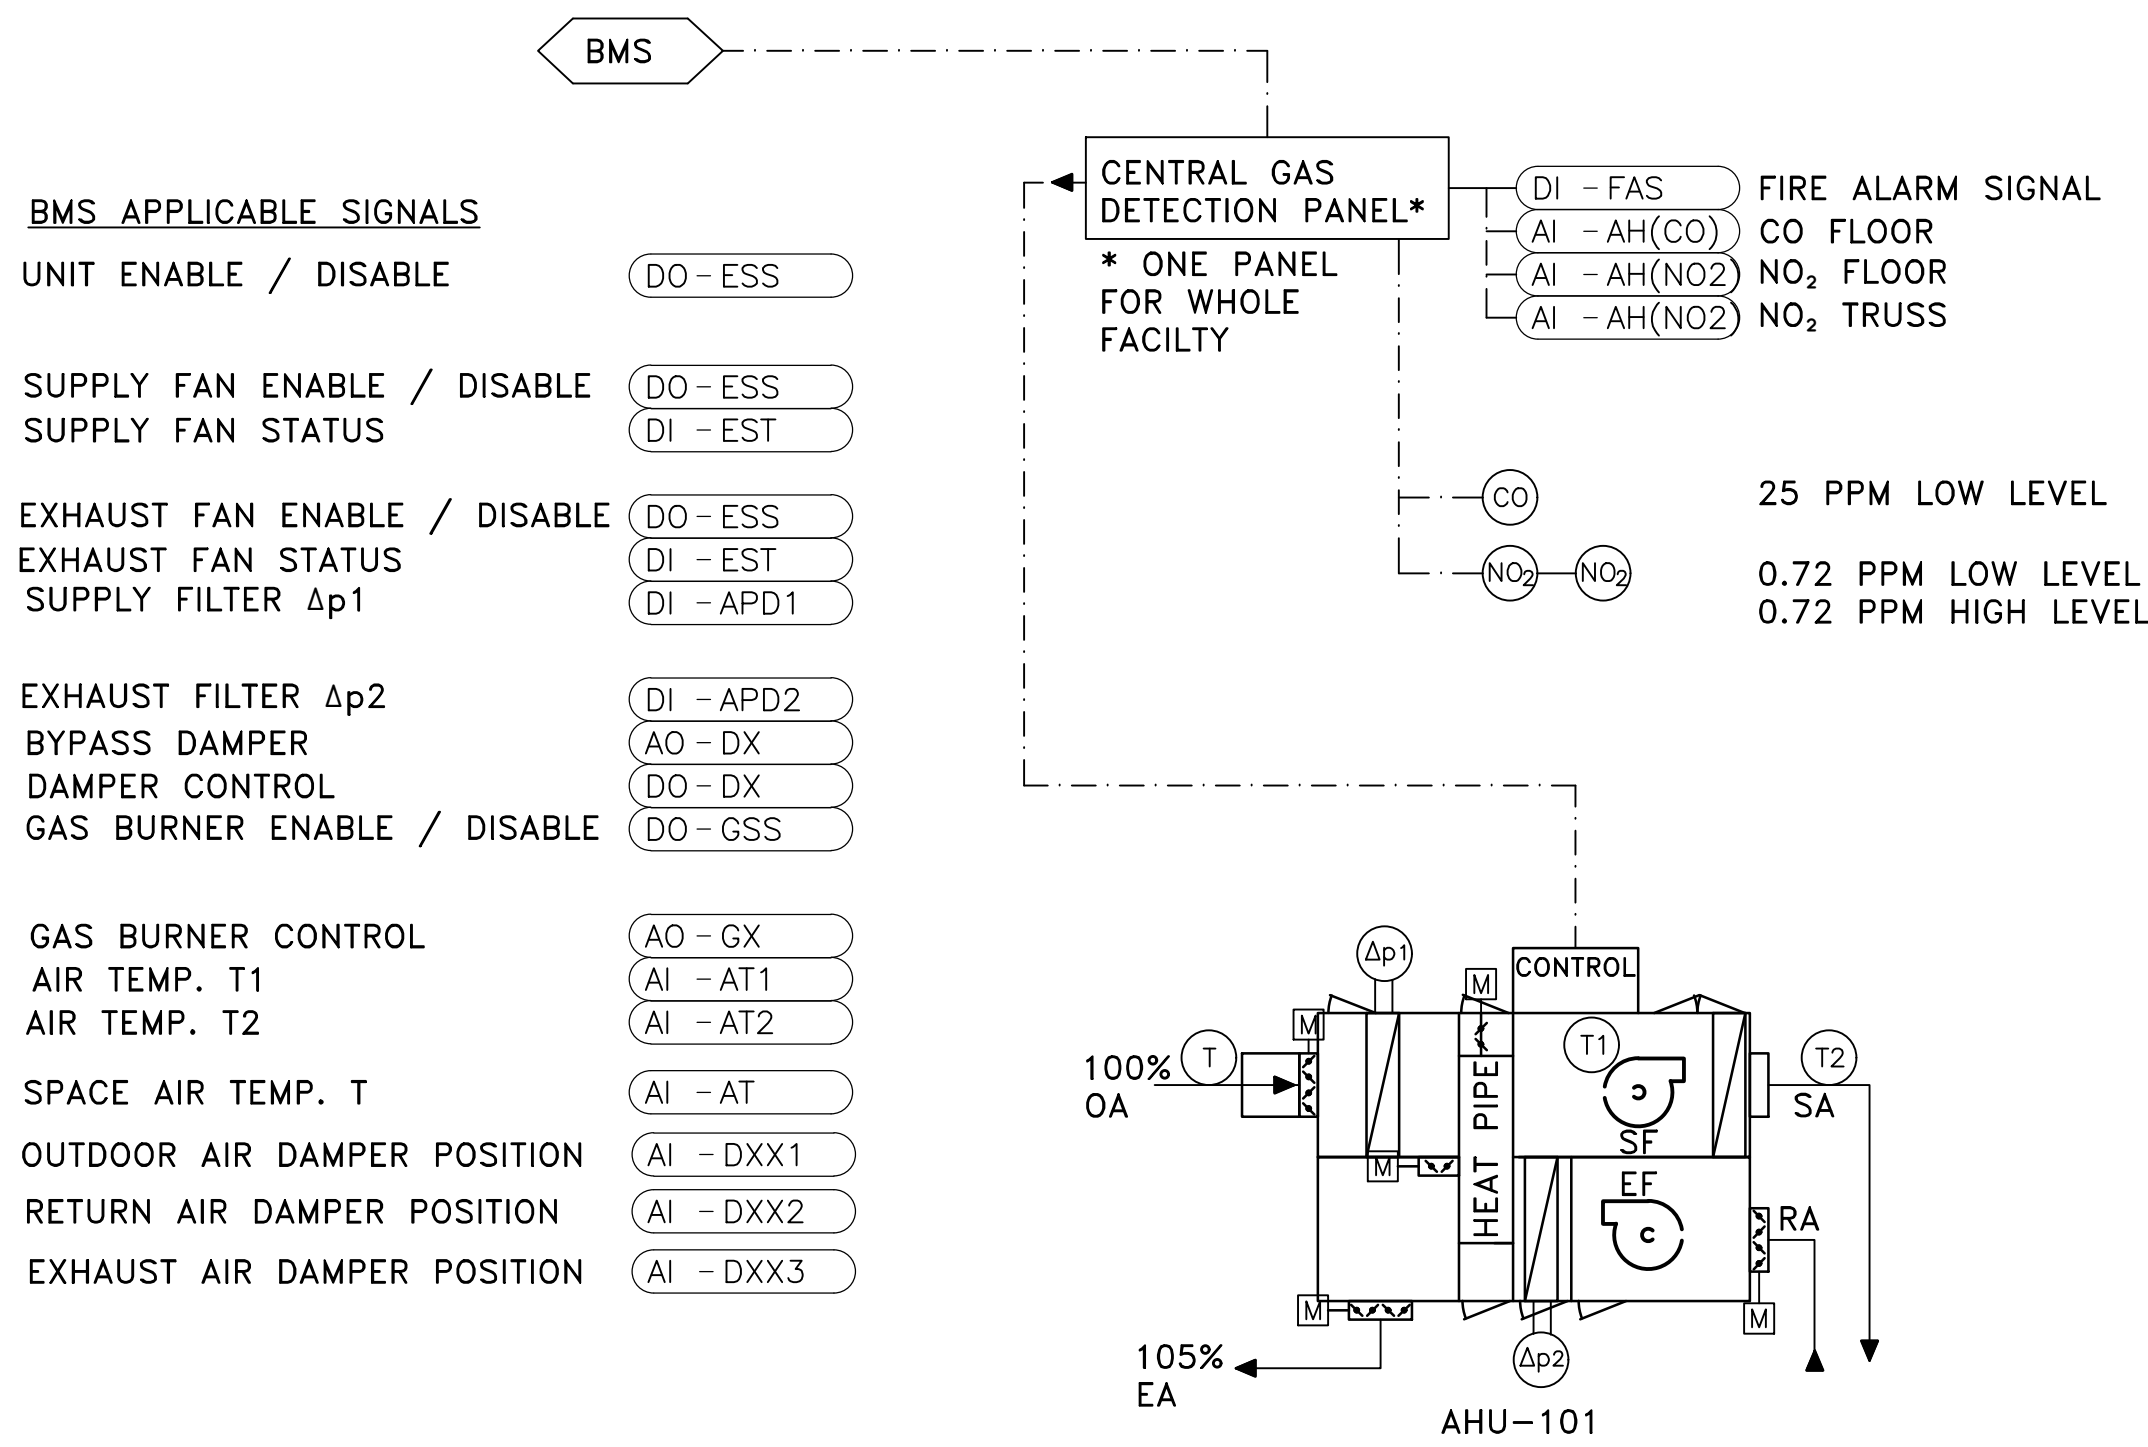 BMS
CENTRAL GAS
DETECTION PANEL*
* ONE PANEL
FOR WHOLE
FACILTY
DI - FAS FIRE ALARM SIGNAL
AI - AH(CO) CO FLOOR
AI - AH(NO2) NO₂ FLOOR
AI - AH(NO2) NO₂ TRUSS
BMS APPLICABLE SIGNALS
UNIT ENABLE / DISABLE DO - ESS
SUPPLY FAN ENABLE / DISABLE DO - ESS
SUPPLY FAN STATUS DI - EST
EXHAUST FAN ENABLE / DISABLE DO - ESS
EXHAUST FAN STATUS DI - EST
SUPPLY FILTER Δp1 DI - APD1
EXHAUST FILTER Δp2 DI - APD2
BYPASS DAMPER AO - DX
DAMPER CONTROL DO - DX
GAS BURNER ENABLE / DISABLE DO - GSS
GAS BURNER CONTROL AO - GX
AIR TEMP. T1 AI - AT1
AIR TEMP. T2 AI - AT2
SPACE AIR TEMP. T AI - AT
OUTDOOR AIR DAMPER POSITION AI - DXX1
RETURN AIR DAMPER POSITION AI - DXX2
EXHAUST AIR DAMPER POSITION AI - DXX3
CO 25 PPM LOW LEVEL
NO2 NO2 0.72 PPM LOW LEVEL
0.72 PPM HIGH LEVEL
Δp1
CONTROL
M
M
T
T1
T2
100%
OA
HEAT PIPE
SA
SF
M
EF
RA
M
M
Δp2
105%
EA
AHU-101